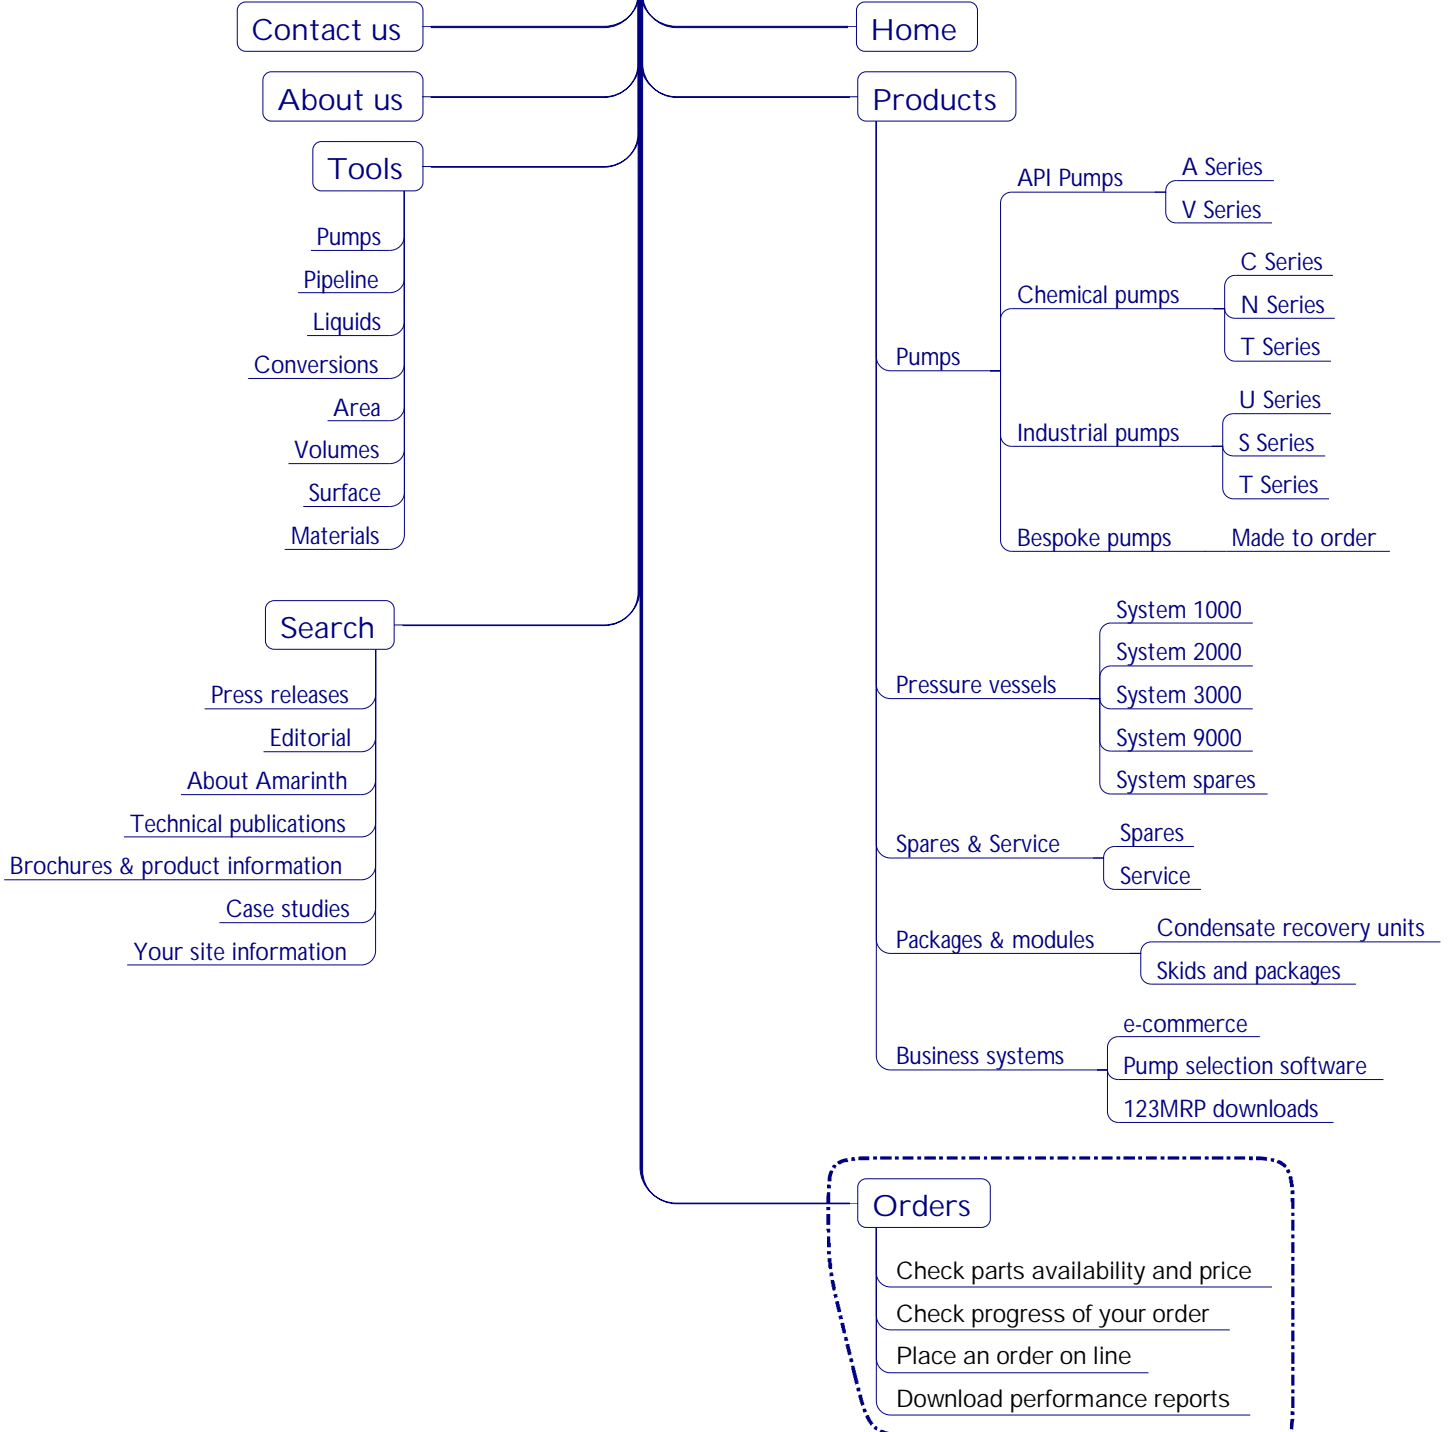 Contact us
About us
Tools
Pumps
Pipeline
Liquids
Conversions
Area
Volumes
Surface
Materials
Search
Press releases
Editorial
About Amarinth
Technical publications
Brochures & product information
Case studies
Your site information
Home
Products
Pumps
API Pumps
A Series
V Series
Chemical pumps
C Series
N Series
T Series
Industrial pumps
U Series
S Series
T Series
Bespoke pumps
Made to order
Pressure vessels
System 1000
System 2000
System 3000
System 9000
System spares
Spares & Service
Spares
Service
Packages & modules
Condensate recovery units
Skids and packages
Business systems
e-commerce
Pump selection software
123MRP downloads
Orders
Check parts availability and price
Check progress of your order
Place an order on line
Download performance reports